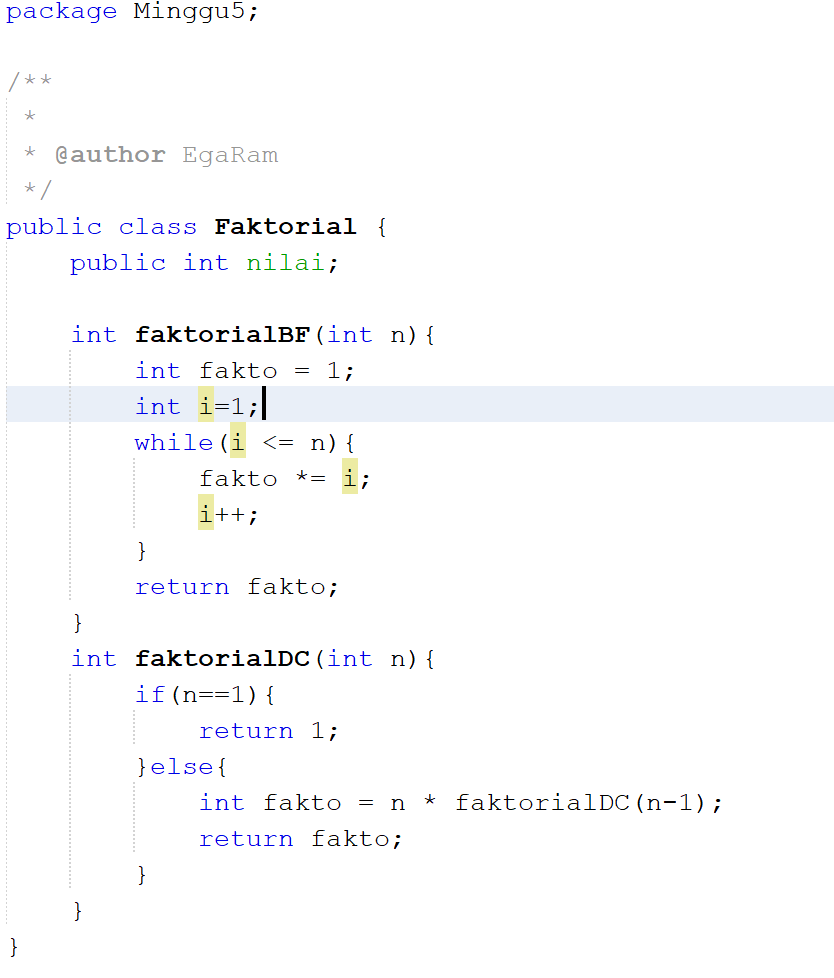 package Minggu5;
/**
 *
 * @author EgaRam
 */
public class Faktorial {
    public int nilai;

    int faktorialBF(int n){
        int fakto = 1;
        int i=1;
        while(i <= n){
            fakto *= i;
            i++;
        }
        return fakto;
    }
    int faktorialDC(int n){
        if(n==1){
            return 1;
        }else{
            int fakto = n * faktorialDC(n-1);
            return fakto;
        }
    }
}